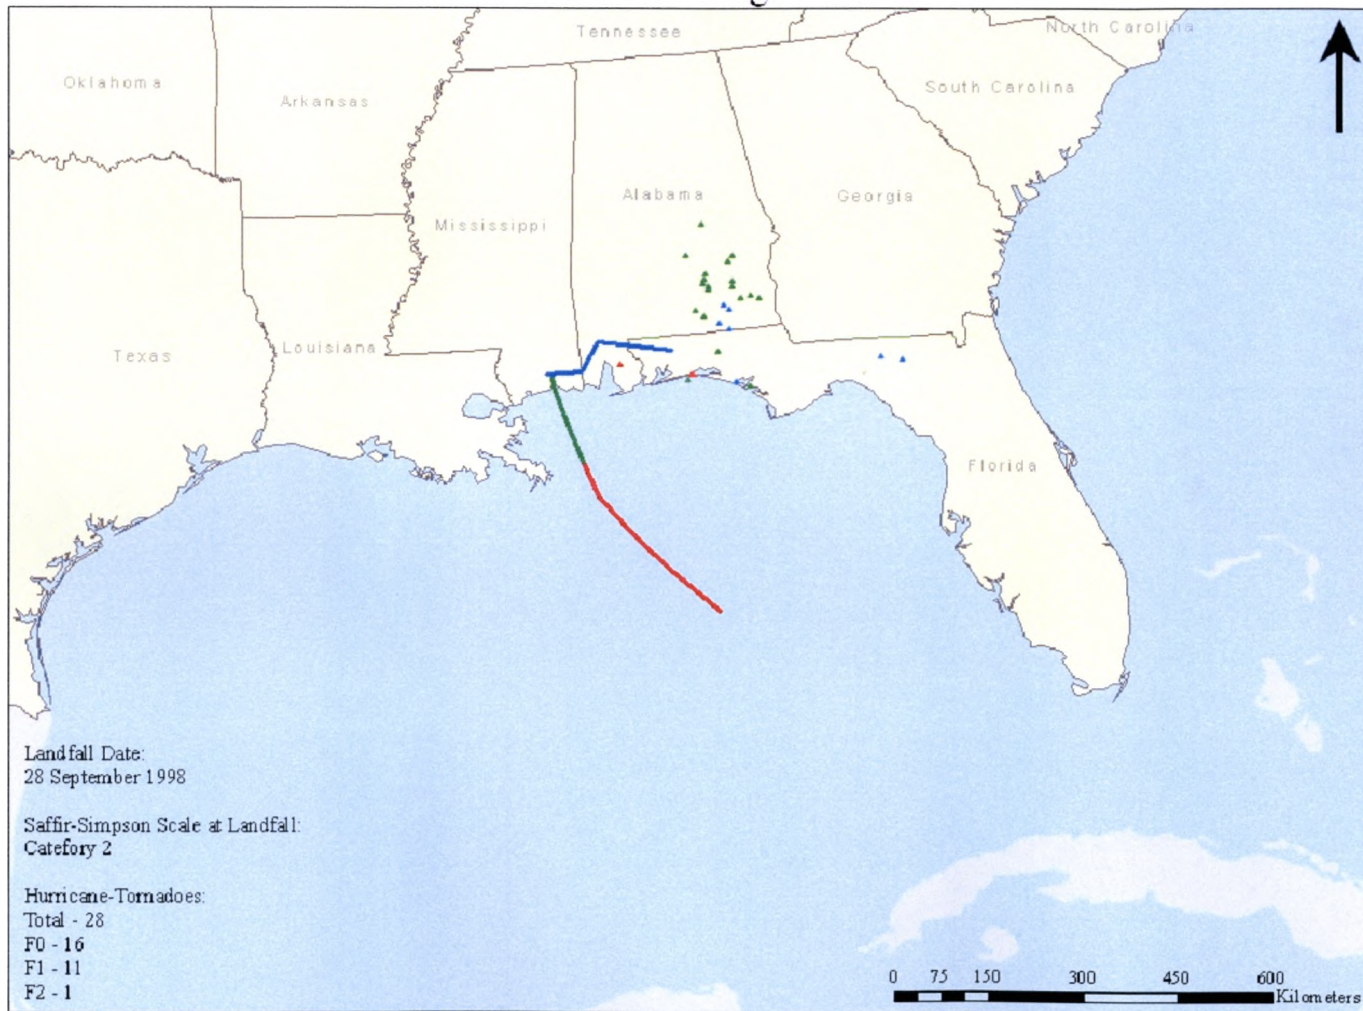 Tennessee
North Carolina
Oklahoma
Arkansas
South Carolina
Alabama
Georgia
Mississippi
Texas
Louisiana
Florida
Landfall Date:
28 September 1998
Saffir-Simpson Scale at Landfall:
Catefory 2
Hurricane-Tornadoes:
Total - 28
F0 - 16
F1 - 11
F2 - 1
0 75 150 300 450 600
Kilometers